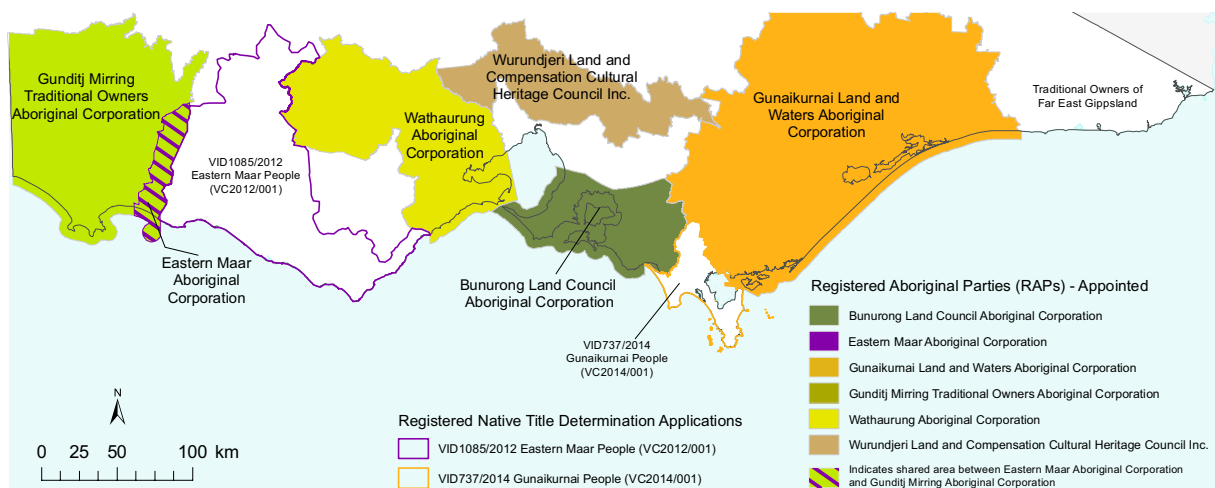 Gunditj Mirring
Traditional Owners
Aboriginal Corporation
VID1085/2012
Eastern Maar People
(VC2012/001)
Eastern Maar
Aboriginal
Corporation
Wathaurung
Aboriginal
Corporation
Wurundjeri Land and
Compensation Cultural
Heritage Council Inc.
Bunurong Land Council
Aboriginal Corporation
VID737/2014
Gunaikurnai People
(VC2014/001)
Gunaikurnai Land and
Waters Aboriginal
Corporation
Traditional Owners of
Far East Gippsland
N
0 25 50 100 km
Registered Native Title Determination Applications
VID1085/2012 Eastern Maar People (VC2012/001)
VID737/2014 Gunaikurnai People (VC2014/001)
Registered Aboriginal Parties (RAPs) - Appointed
Bunurong Land Council Aboriginal Corporation
Eastern Maar Aboriginal Corporation
Gunaikurnai Land and Waters Aboriginal Corporation
Gunditj Mirring Traditional Owners Aboriginal Corporation
Wathaurung Aboriginal Corporation
Wurundjeri Land and Compensation Cultural Heritage Council Inc.
Indicates shared area between Eastern Maar Aboriginal Corporation
and Gunditj Mirring Aboriginal Corporation